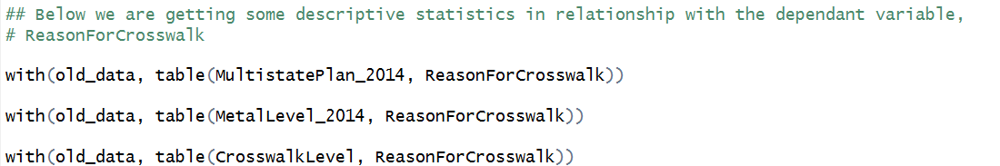 ## Below we are getting some descriptive statistics in relationship with the dependant variable,
# ReasonForCrosswalk
with(old_data, table(MultistatePlan_2014, ReasonForCrosswalk))
with(old_data, table(MetalLevel_2014, ReasonForCrosswalk))
with(old_data, table(CrosswalkLevel, ReasonForCrosswalk))